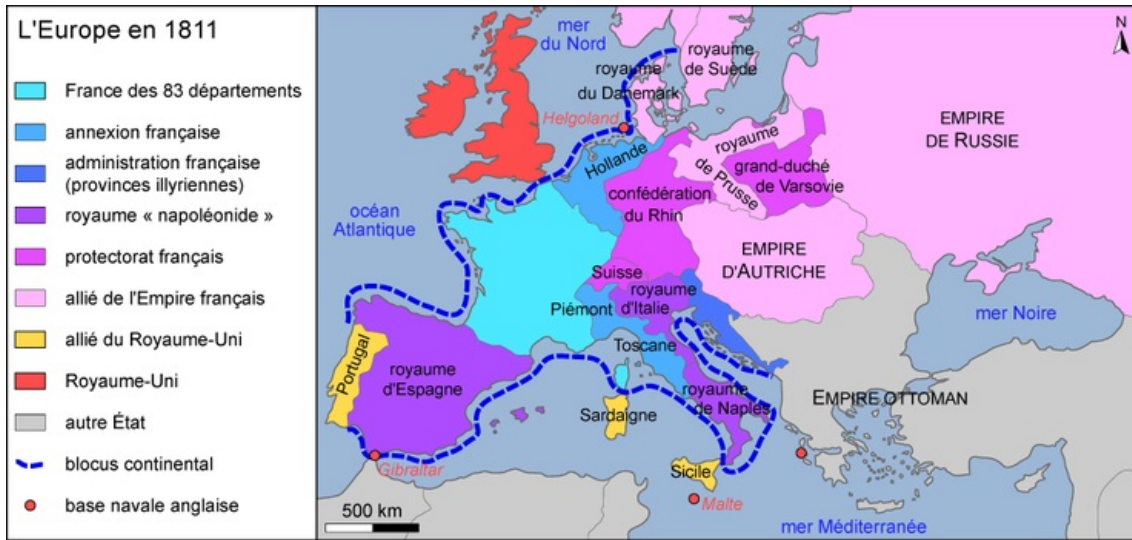 L'Europe en 1811
France des 83 départements
annexion française
administration française
(provinces illyriennes)
royaume « napoléonide »
protectorat français
allié de l'Empire français
allié du Royaume-Uni
Royaume-Uni
autre État
blocus continental
base navale anglaise
N
mer
du Nord
royaume
de Suède
royaume
du Danemark
Helgoland
EMPIRE
DE RUSSIE
Hollande
royaume
de Prusse
grand-duché
de Varsovie
confédération
du Rhin
océan
Atlantique
EMPIRE
D'AUTRICHE
Suisse
royaume
d'Italie
Piémont
mer Noire
Toscane
Portugal
royaume
d'Espagne
royaume
de Naples
EMPIRE OTTOMAN
Sardaigne
Gibraltar
Sicile
Malte
500 km
mer Méditerranée